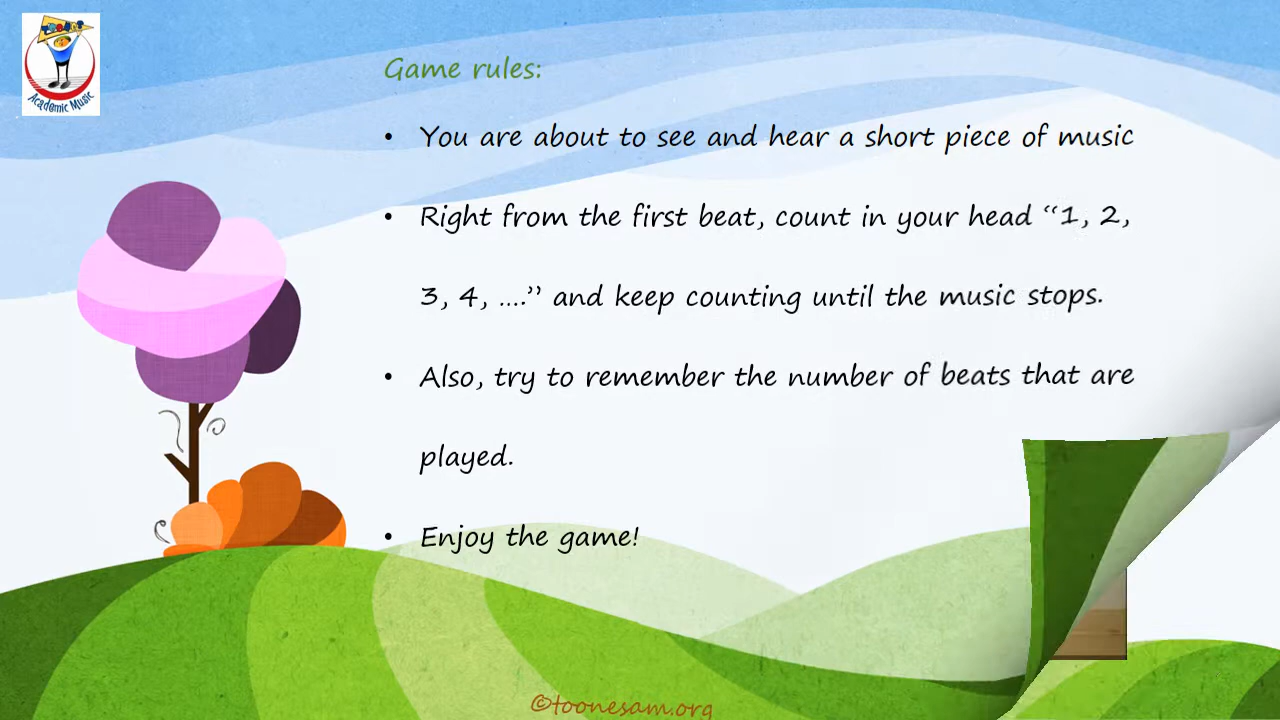 Academic Music
Game rules:
• You are about to see and hear a short piece of music
• Right from the first beat, count in your head “1, 2,
3, 4, ....” and keep counting until the music stops.
• Also, try to remember the number of beats that are
played.
• Enjoy the game!
©toonesam.org